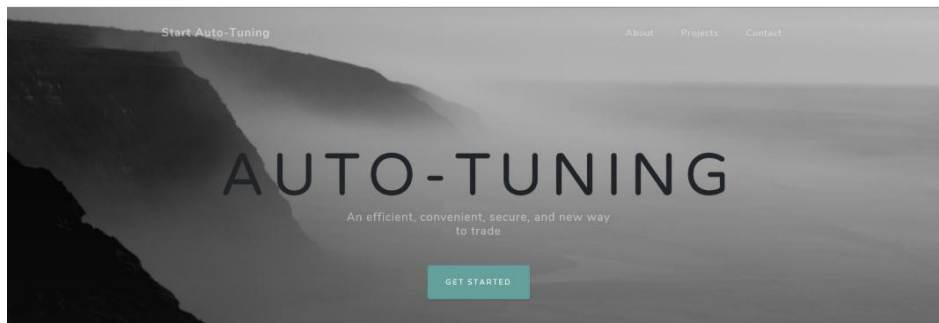 Start Auto-Tuning
About Projects Contact
AUTO-TUNING
An efficient, convenient, secure, and new way
to trade
GET STARTED